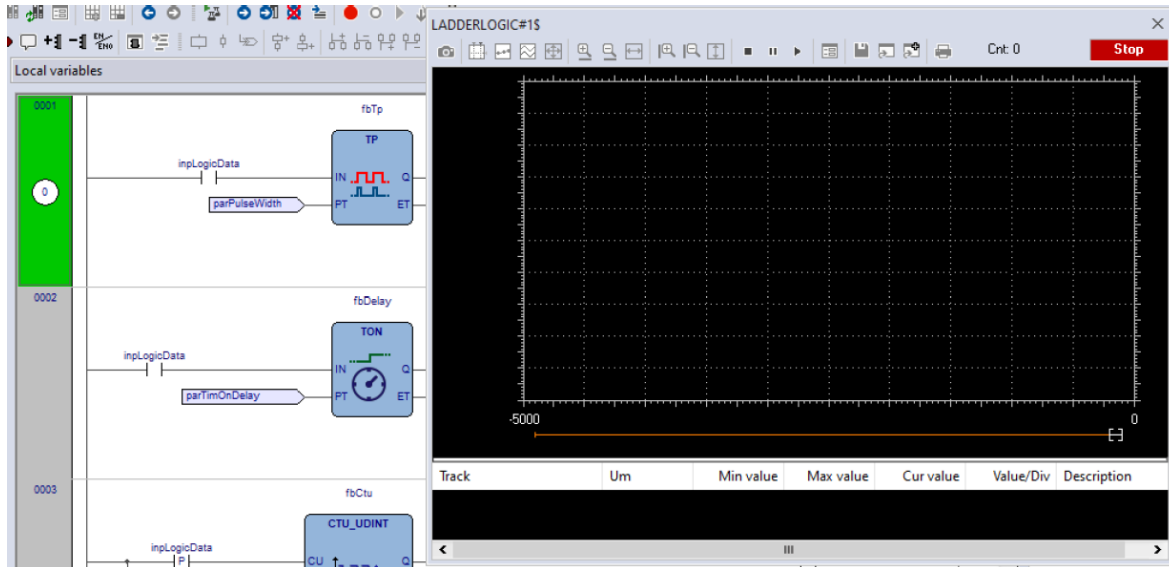 LADDERLOGIC#1$
EN/ENO
Cnt: 0
Stop
Local variables
0001
fbTp
TP
inpLogicData
IN
Q
0
parPulseWidth
PT
ET
0002
fbDelay
TON
inpLogicData
IN
Q
parTimOnDelay
PT
ET
-5000
0
Track
Um
Min value
Max value
Cur value
Value/Div
Description
0003
fbCtu
CTU_UDINT
inpLogicData
P
CU
Q